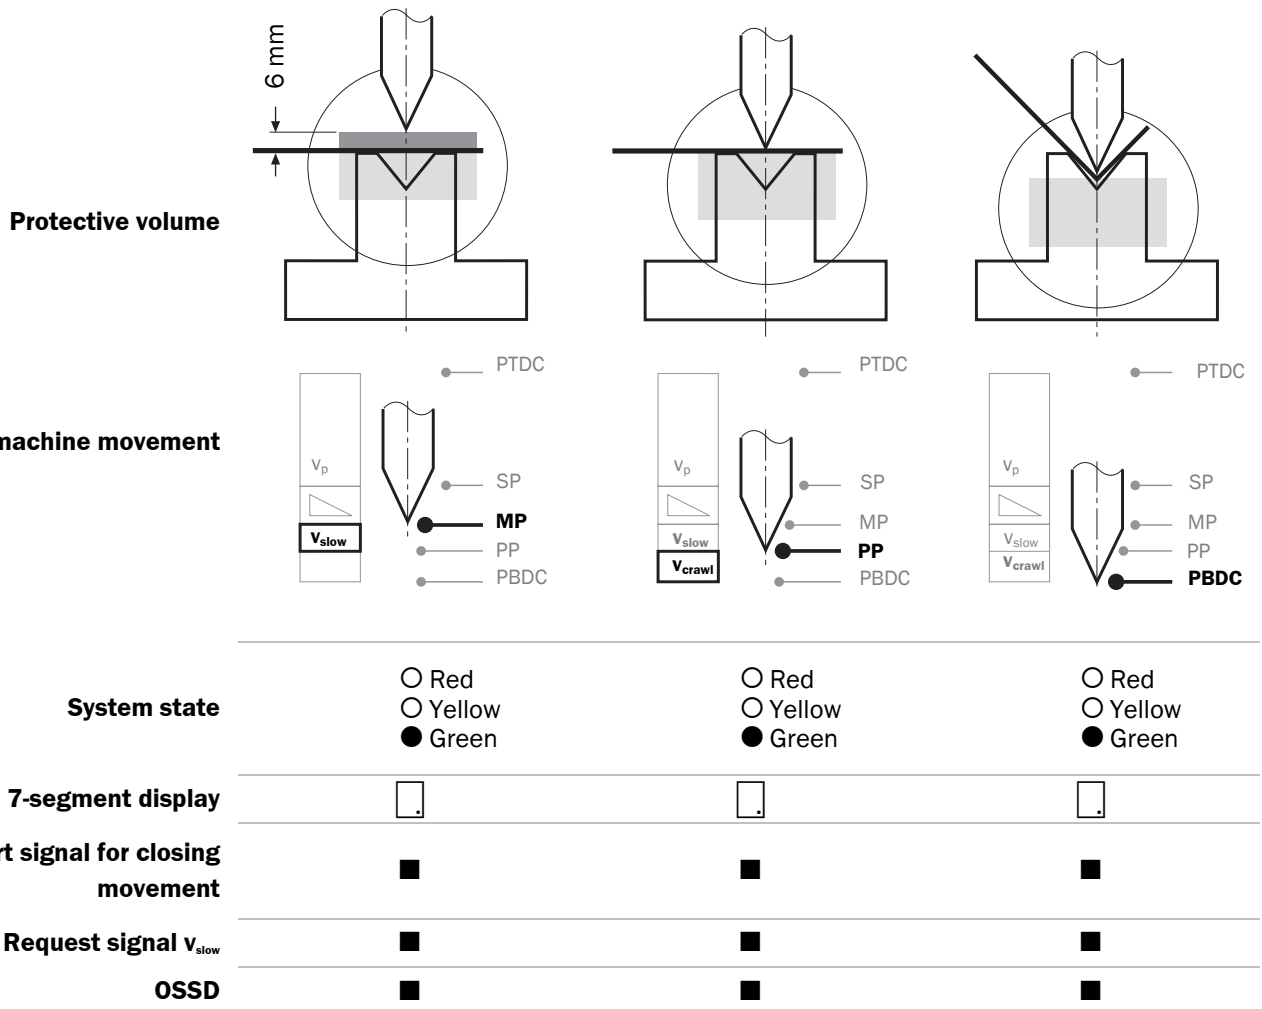 6 mm
Protective volume
PTDC PTDC PTDC
machine movement
vp vp vp
SP SP SP
MP MP MP
vslow vslow vslow
PP PP PP
vcrawl vcrawl
PBDC PBDC PBDC
Red Red Red
System state Yellow Yellow Yellow
Green Green Green
7-segment display
signal for closing
movement
Request signal vslow
OSSD